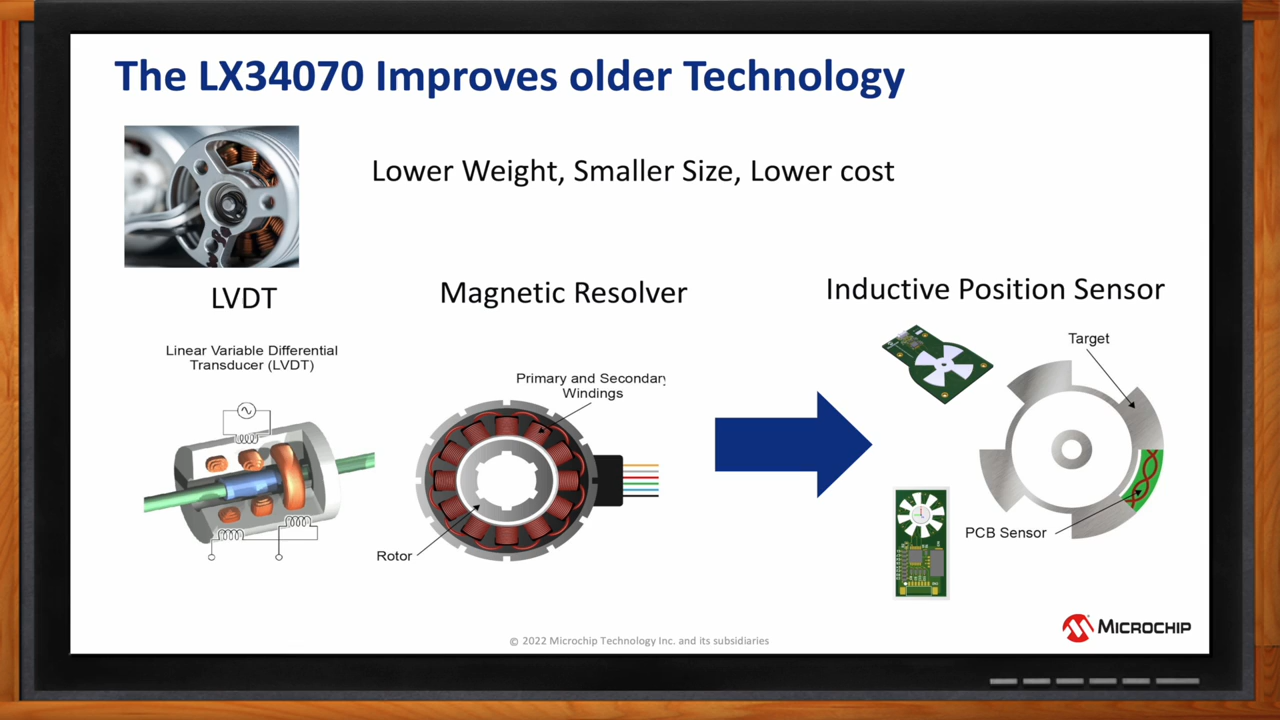 The LX34070 Improves older Technology
Lower Weight, Smaller Size, Lower cost
LVDT
Magnetic Resolver
Inductive Position Sensor
Linear Variable Differential
Transducer (LVDT)
Primary and Secondary
Windings
Rotor
Target
PCB Sensor
MICROCHIP
© 2022 Microchip Technology Inc. and its subsidiaries